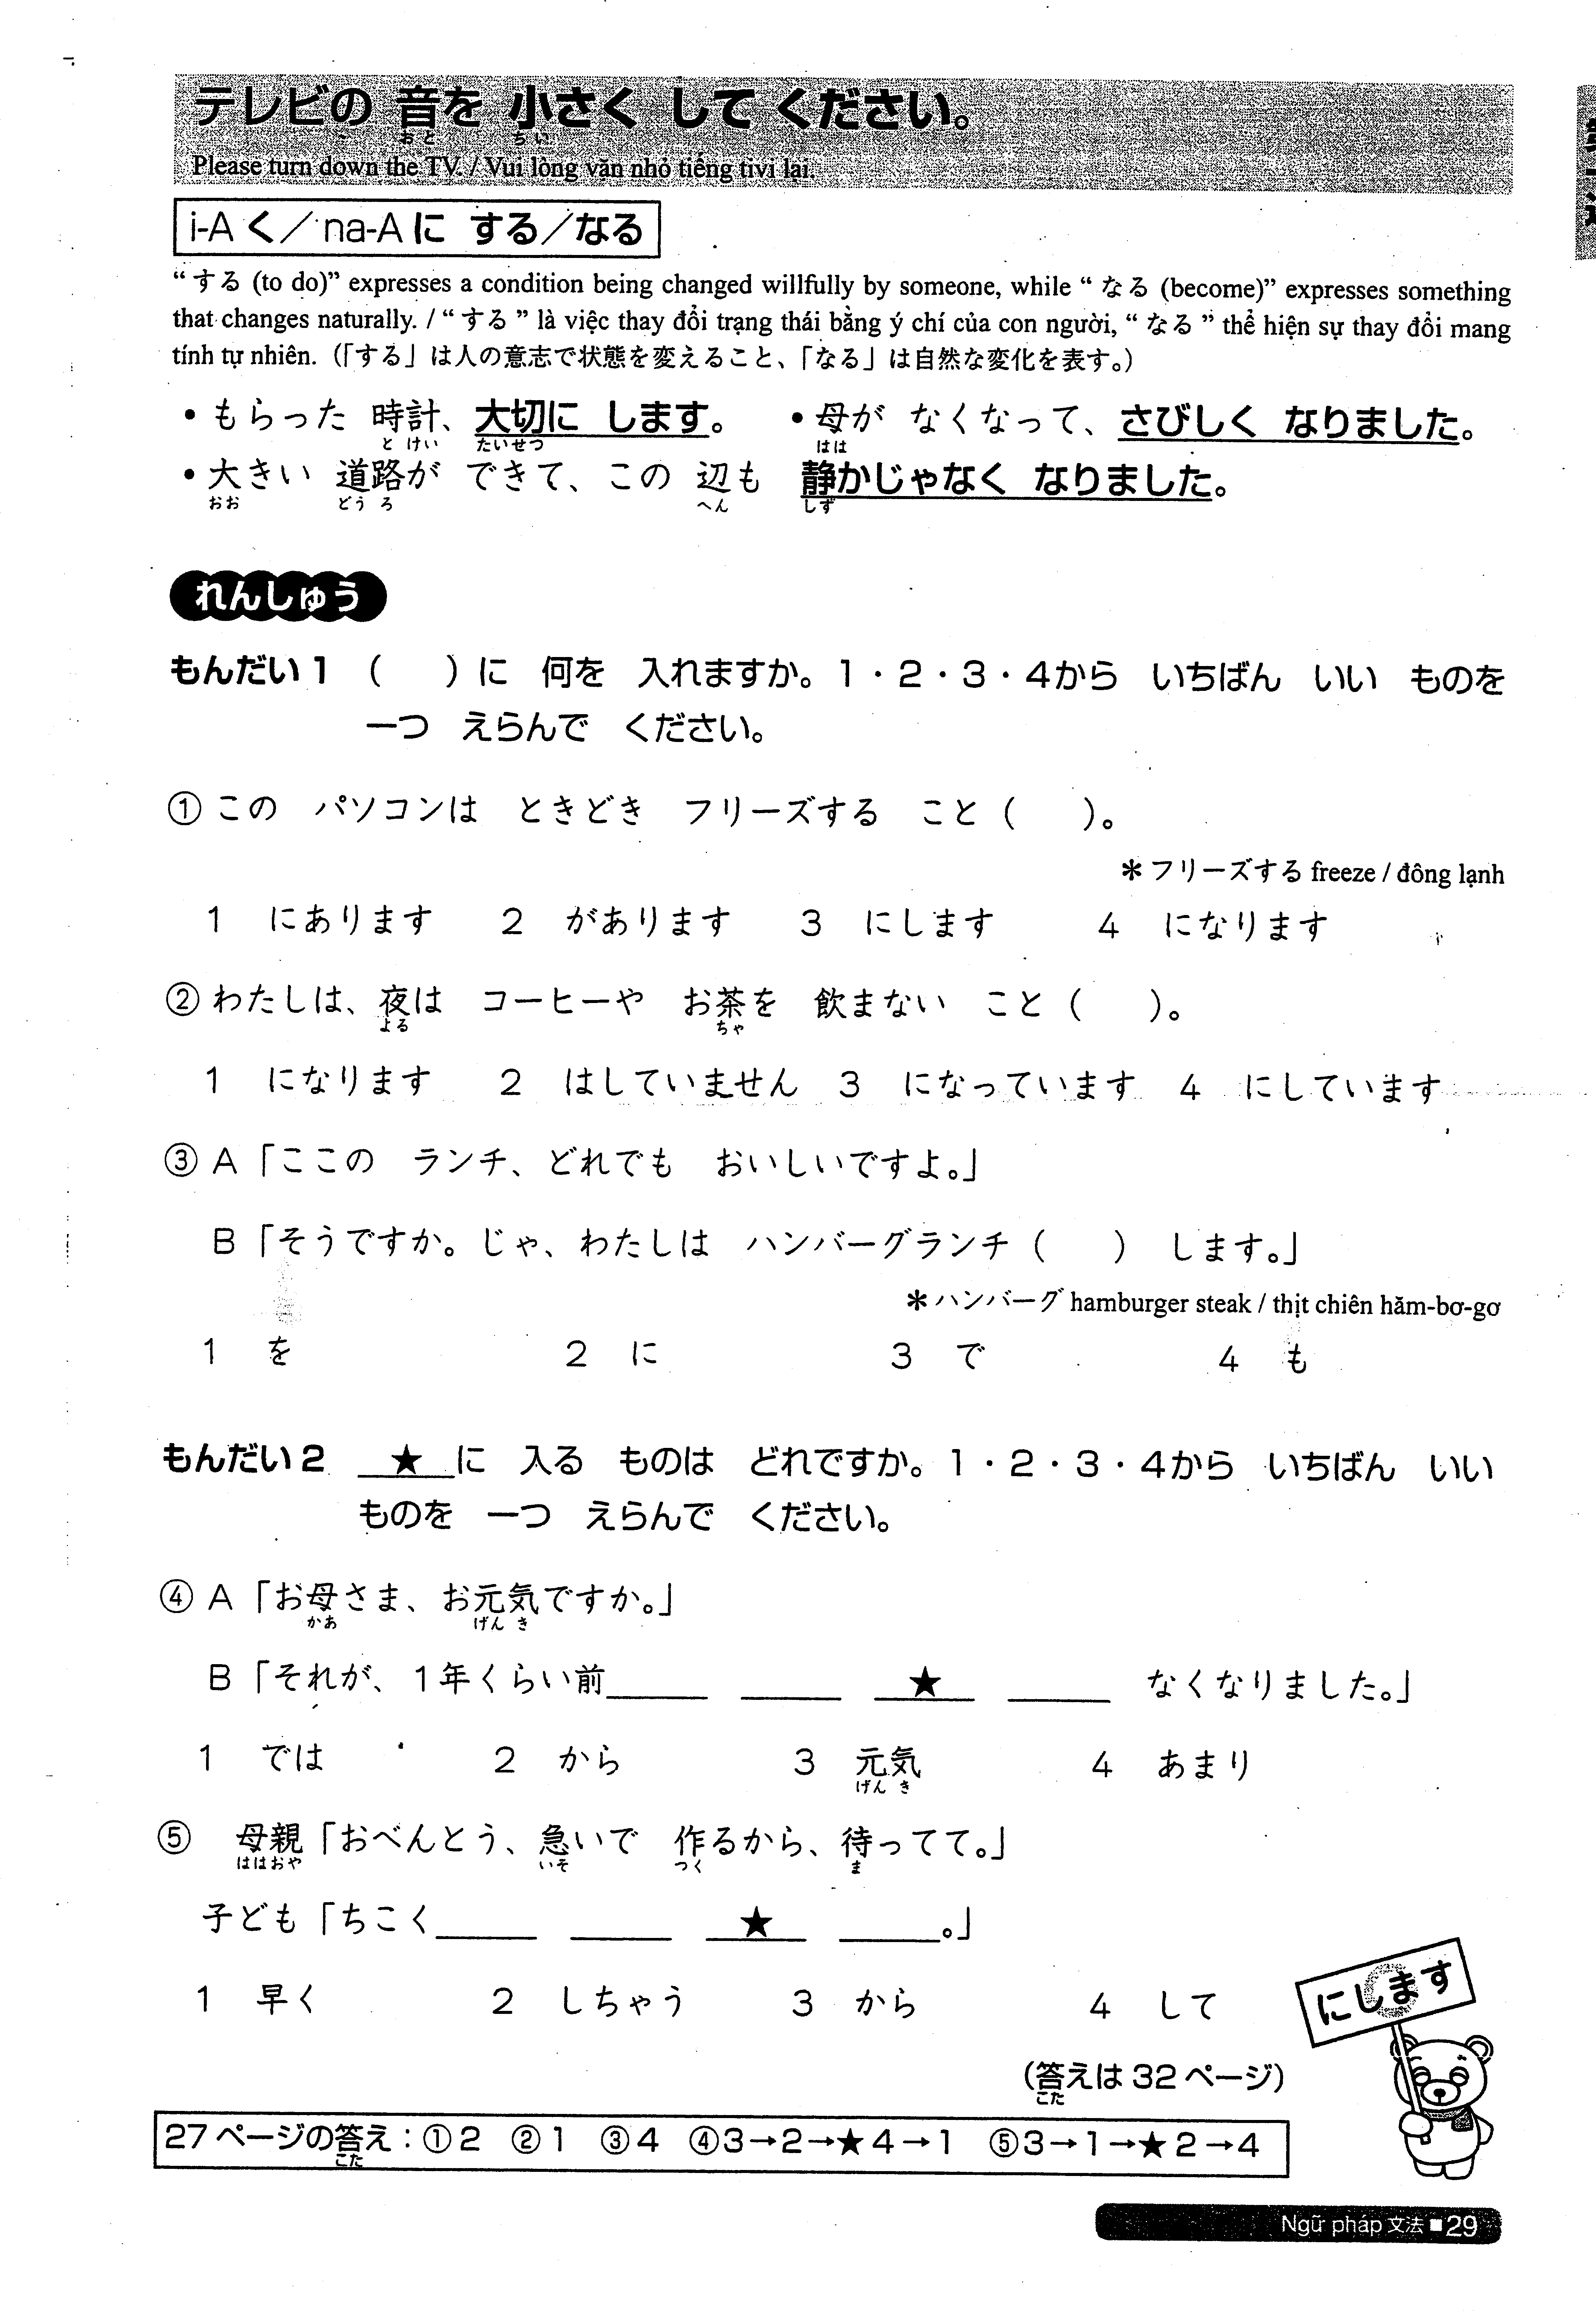 テレビの 音を 小さく して ください。
こ おと ちい
Please turn down the TV. / Vui lòng vặn nhỏ tiếng tivi lại.
i-A く／na-A に する／なる
“ する (to do)” expresses a condition being changed willfully by someone, while “ なる (become)” expresses something
that changes naturally. / “ する ” là việc thay đổi trạng thái bằng ý chí của con người, “ なる ” thể hiện sự thay đổi mang
tính tự nhiên.（「する」は人の意志で状態を変えること、「なる」は自然な変化を表す。）
• もらった 時計、大切に します。 • 母が なくなって、さびしく なりました。
と けい たいせつ はは
• 大きい 道路が できて、この 辺も 静かじゃなく なりました。
おお どう ろ へん しず
れんしゅう
もんだい 1 （　　）に 何を 入れますか。1・2・3・4から いちばん いい ものを
一つ えらんで ください。
① この パソコンは ときどき フリーズする こと（　　）。
＊フリーズする freeze / đông lạnh
1 にあります 2 があります 3 にします 4 になります
② わたしは、夜は コーヒーや お茶を 飲まない こと（　　）。
よる ちゃ
1 になります 2 はしていません 3 になっています 4 にしています
③ A「ここの ランチ、どれでも おいしいですよ。」
B「そうですか。じゃ、わたしは ハンバーグランチ（　　） します。」
＊ハンバーグ hamburger steak / thịt chiên hăm-bơ-gơ
1 を 2 に 3 で 4 も
もんだい 2 ★に 入る ものは どれですか。1・2・3・4から いちばん いい
ものを 一つ えらんで ください。
④ A「お母さま、お元気ですか。」
かあ げん き
B「それが、1年くらい前＿＿＿ ＿＿＿ ★ ＿＿＿ なくなりました。」
1 では 2 から 3 元気 4 あまり
げん き
⑤ 母親「おべんとう、急いで 作るから、待ってて。」
ははおや いそ つく ま
子ども「ちこく＿＿＿ ＿＿＿ ★ ＿＿＿。」
1 早く 2 しちゃう 3 から 4 して
にします
（答えは 32 ページ）
こた
27 ページの答え：①2 ②1 ③4 ④3→2→★4→1 ⑤3→1→★2→4
こた
Ngữ pháp 文法 ■ 29